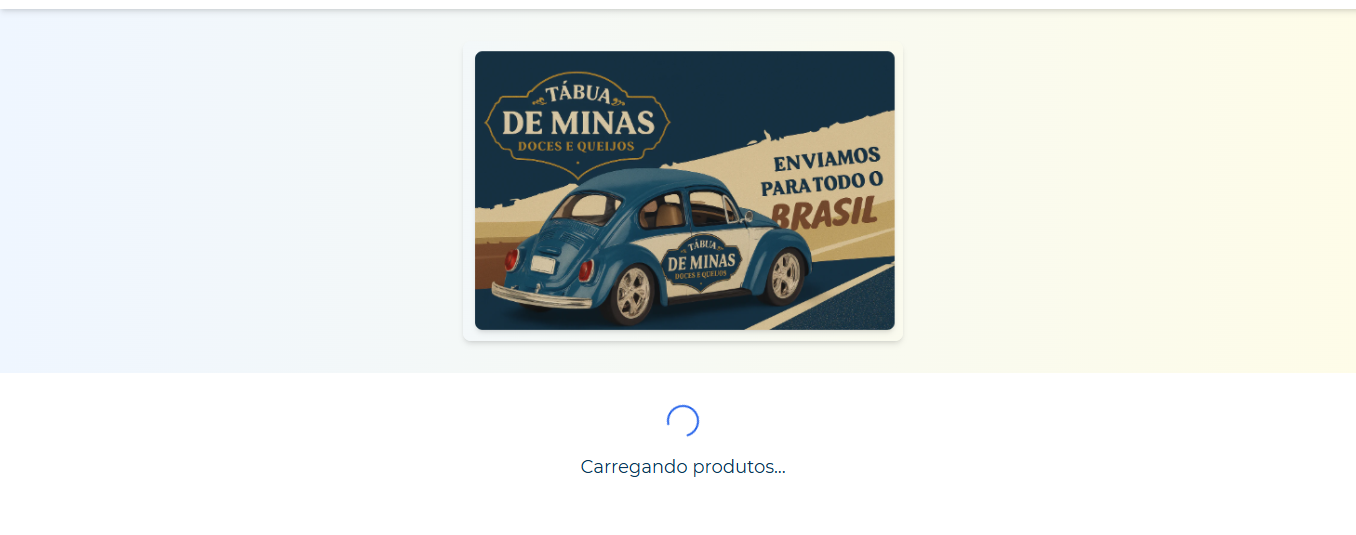 TÁBUA
DE MINAS
DOCES E QUEIJOS
ENVIAMOS
PARA TODO O
BRASIL
TÁBUA
DE MINAS
DOCES E QUEIJOS
Carregando produtos...